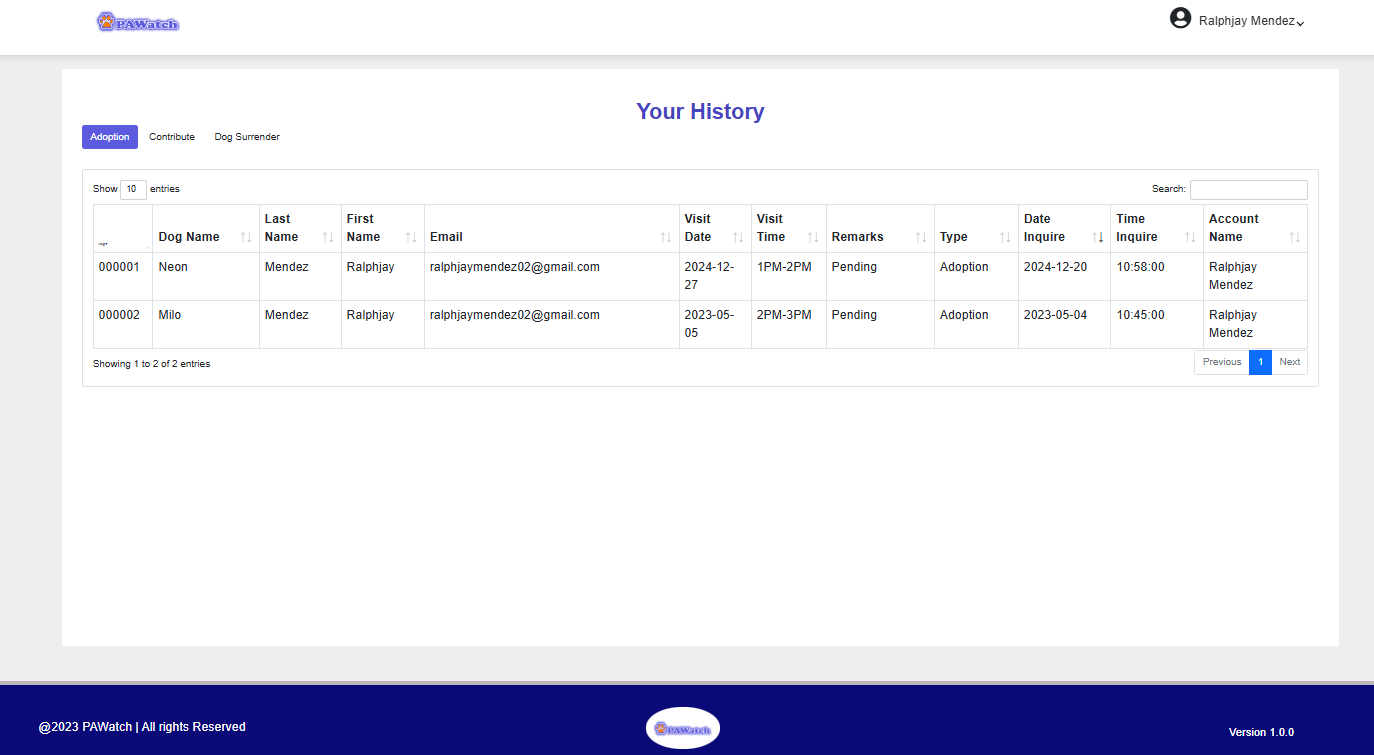 PAWatch
Ralphjay Mendez
Your History
Adoption Contribute Dog Surrender
Show 10 entries Search:
Dog Name Last Name First Name Email Visit Date Visit Time Remarks Type Date Inquire Time Inquire Account Name
000001 Neon Mendez Ralphjay ralphjaymendez02@gmail.com 2024-12-27 1PM-2PM Pending Adoption 2024-12-20 10:58:00 Ralphjay Mendez
000002 Milo Mendez Ralphjay ralphjaymendez02@gmail.com 2023-05-05 2PM-3PM Pending Adoption 2023-05-04 10:45:00 Ralphjay Mendez
Showing 1 to 2 of 2 entries Previous 1 Next
@2023 PAWatch | All rights Reserved
PAWatch
Version 1.0.0